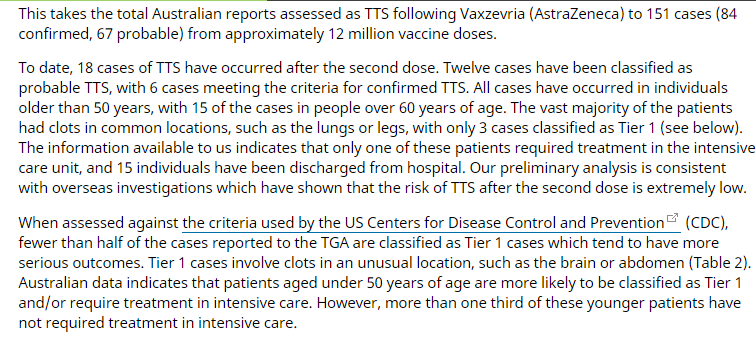 This takes the total Australian reports assessed as TTS following Vaxzevria (AstraZeneca) to 151 cases (84
confirmed, 67 probable) from approximately 12 million vaccine doses.
To date, 18 cases of TTS have occurred after the second dose. Twelve cases have been classified as
probable TTS, with 6 cases meeting the criteria for confirmed TTS. All cases have occurred in individuals
older than 50 years, with 15 of the cases in people over 60 years of age. The vast majority of the patients
had clots in common locations, such as the lungs or legs, with only 3 cases classified as Tier 1 (see below).
The information available to us indicates that only one of these patients required treatment in the intensive
care unit, and 15 individuals have been discharged from hospital. Our preliminary analysis is consistent
with overseas investigations which have shown that the risk of TTS after the second dose is extremely low.
When assessed against the criteria used by the US Centers for Disease Control and Prevention (CDC),
fewer than half of the cases reported to the TGA are classified as Tier 1 cases which tend to have more
serious outcomes. Tier 1 cases involve clots in an unusual location, such as the brain or abdomen (Table 2).
Australian data indicates that patients aged under 50 years of age are more likely to be classified as Tier 1
and/or require treatment in intensive care. However, more than one third of these younger patients have
not required treatment in intensive care.